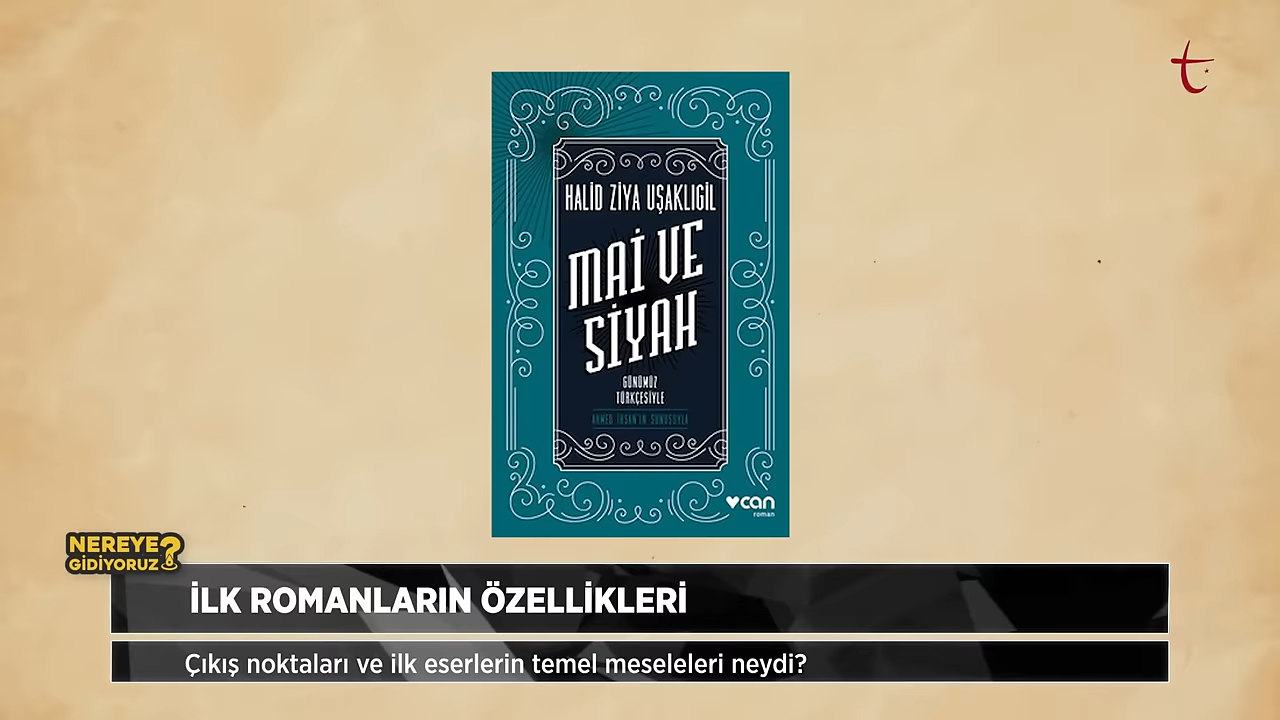 HALİD ZİYA UŞAKLIGİL
MAİ VE
SİYAH
GÜNÜMÜZ
TÜRKÇESİYLE
AHMED İHSAN'IN SUNUSUYLA
can
roman
NEREYE
GİDİYORUZ?
İLK ROMANLARIN ÖZELLİKLERİ
Çıkış noktaları ve ilk eserlerin temel meseleleri neydi?